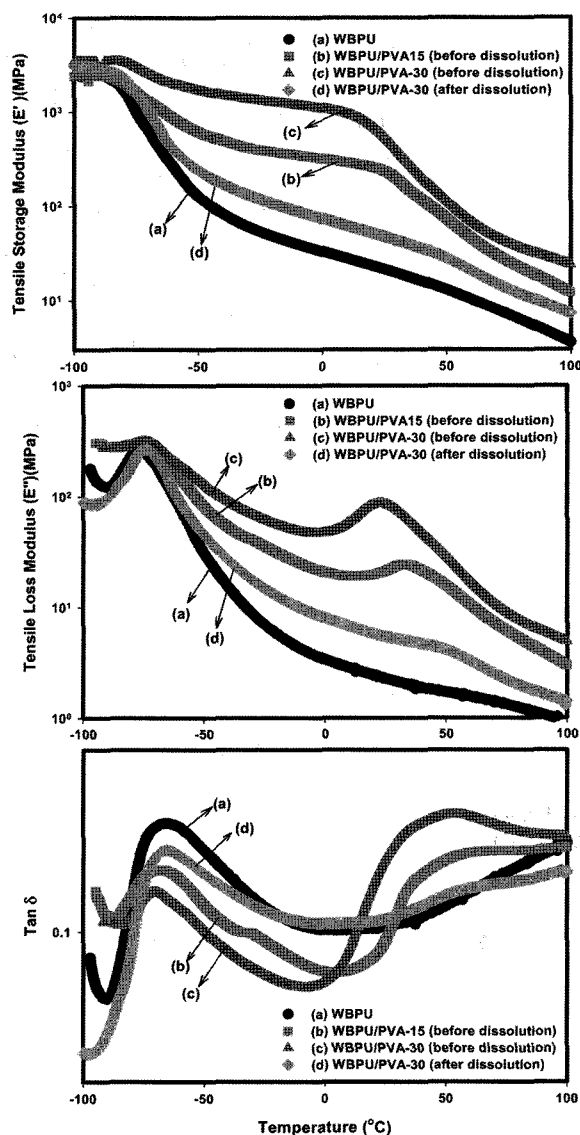 10⁴
(a) WBPU
(b) WBPU/PVA15 (before dissolution)
(c) WBPU/PVA-30 (before dissolution)
(d) WBPU/PVA-30 (after dissolution)
Tensile Storage Modulus (E' )(MPa)
10³
(c)
(b)
10²
(a)
(d)
10¹
-100 -50 0 50 100
10³
(a) WBPU
(b) WBPU/PVA15 (before dissolution)
(c) WBPU/PVA-30 (before dissolution)
(d) WBPU/PVA-30 (after dissolution)
Tensile Loss Modulus (E")(MPa)
(c)
10²
(b)
10¹
(a)
(d)
10⁰
-100 -50 0 50 100
(a)
(d)
Tan δ
0.1
(b)
(c)
(a) WBPU
(b) WBPU/PVA-15 (before dissolution)
(c) WBPU/PVA-30 (before dissolution)
(d) WBPU/PVA-30 (after dissolution)
-100 -50 0 50 100
Temperature (°C)